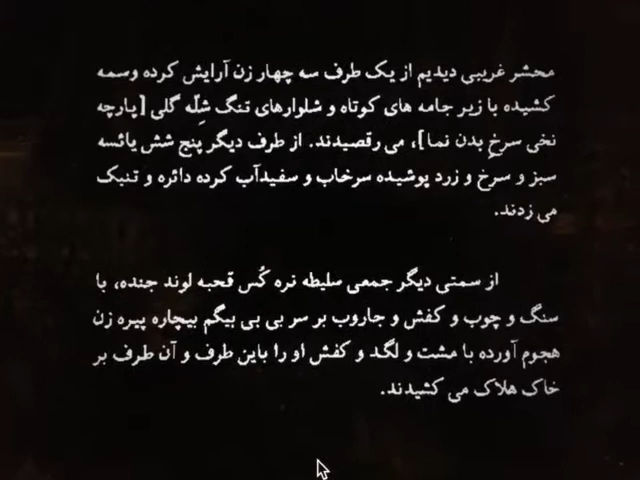 محشر غریبی دیدیم از یک طرف سه چهار زن آرایش کرده وسمه
کشیده با زیر جامه های کوتاه و شلوارهای تنگ شِلّه گلی [پارچه
نخی سرخِ بدن نما]، می رقصیدند. از طرف دیگر پنج شش یائسه
سبز و سرخ و زرد پوشیده سرخاب و سفیدآب کرده دائره و تنبک
می زدند.
از سمتی دیگر جمعی سلیطه نره کُس قحبه لوند جنده، با
سنگ و چوب و کفش و جاروب بر سر بی بی بیگم بیچاره پیره زن
هجوم آورده با مشت و لگد و کفش او را باین طرف و آن طرف بر
خاک هلاک می کشیدند.